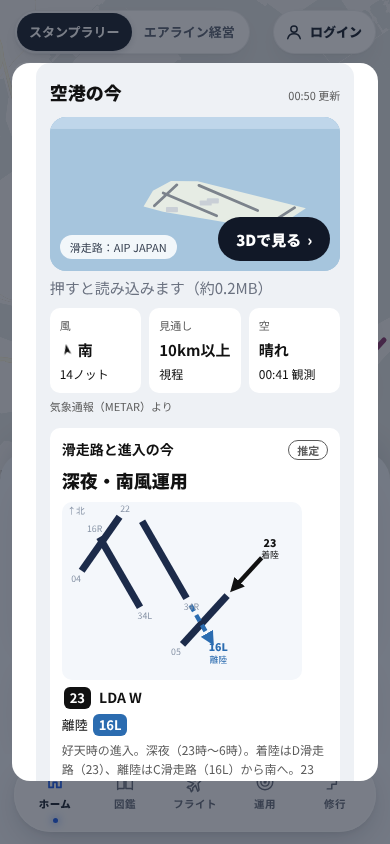 スタンプラリー
エアライン経営
ログイン
空港の今
00:50 更新
滑走路：AIP JAPAN
3Dで見る ›
押すと読み込みます（約0.2MB）
風
南
14ノット
見通し
10km以上
視程
空
晴れ
00:41 観測
気象通報（METAR）より
滑走路と進入の今
推定
深夜・南風運用
↑北
22
16R
23
着陸
04
34L
05
16L
離陸
23 LDA W
離陸 16L
好天時の進入。深夜（23時〜6時）。着陸はD滑走
路（23）、離陸はC滑走路（16L）から南へ。23
ホーム
図鑑
フライト
運用
修行